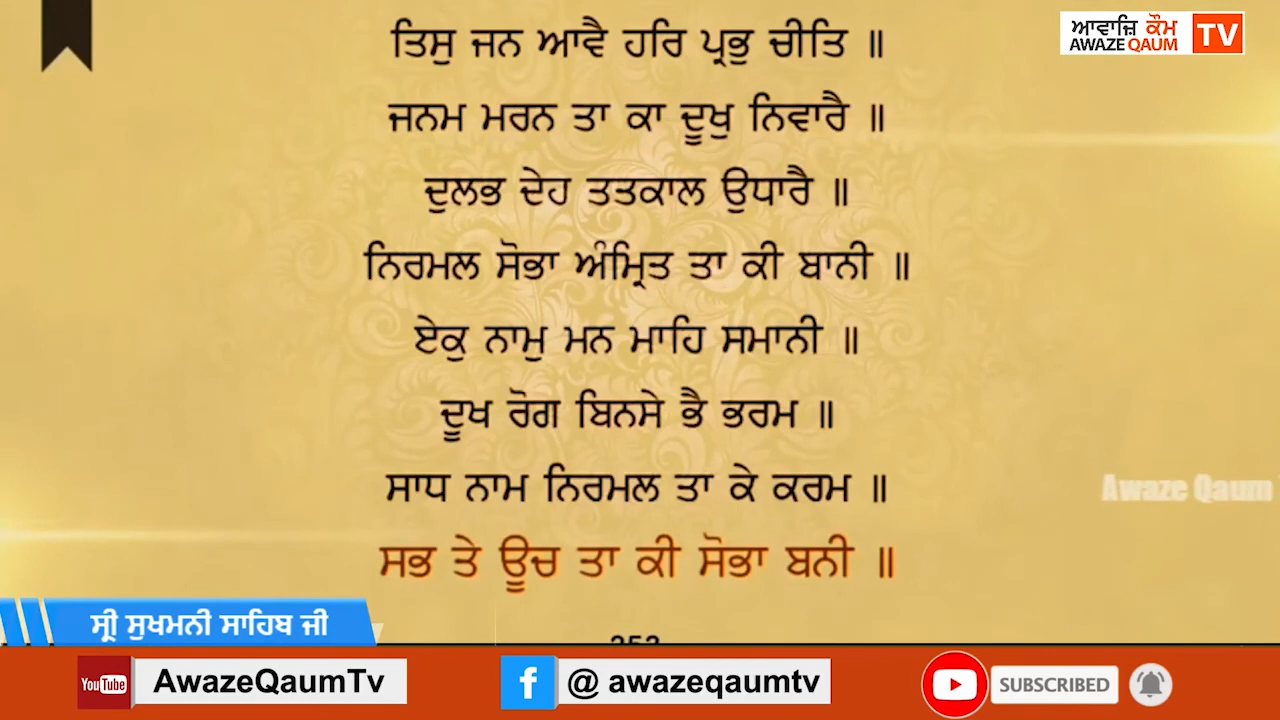 ਤਿਸੁ ਜਨ ਆਵੈ ਹਰਿ ਪ੍ਰਭੁ ਚੀਤਿ ॥
ਆਵਾਜ਼ਿ ਕੌਮ
AWAZE QAUM TV
ਜਨਮ ਮਰਨ ਤਾ ਕਾ ਦੂਖੁ ਨਿਵਾਰੈ ॥
ਦੁਲਭ ਦੇਹ ਤਤਕਾਲ ਉਧਾਰੈ ॥
ਨਿਰਮਲ ਸੋਭਾ ਅੰਮ੍ਰਿਤ ਤਾ ਕੀ ਬਾਨੀ ॥
ਏਕੁ ਨਾਮੁ ਮਨ ਮਾਹਿ ਸਮਾਨੀ ॥
ਦੂਖ ਰੋਗ ਬਿਨਸੇ ਭੈ ਭਰਮ ॥
ਸਾਧ ਨਾਮ ਨਿਰਮਲ ਤਾ ਕੇ ਕਰਮ ॥
Awaze Qaum
ਸਭ ਤੇ ਊਚ ਤਾ ਕੀ ਸੋਭਾ ਬਨੀ ॥
ਸ੍ਰੀ ਸੁਖਮਨੀ ਸਾਹਿਬ ਜੀ
YouTube AwazeQaumTv
f @ awazeqaumtv
SUBSCRIBED